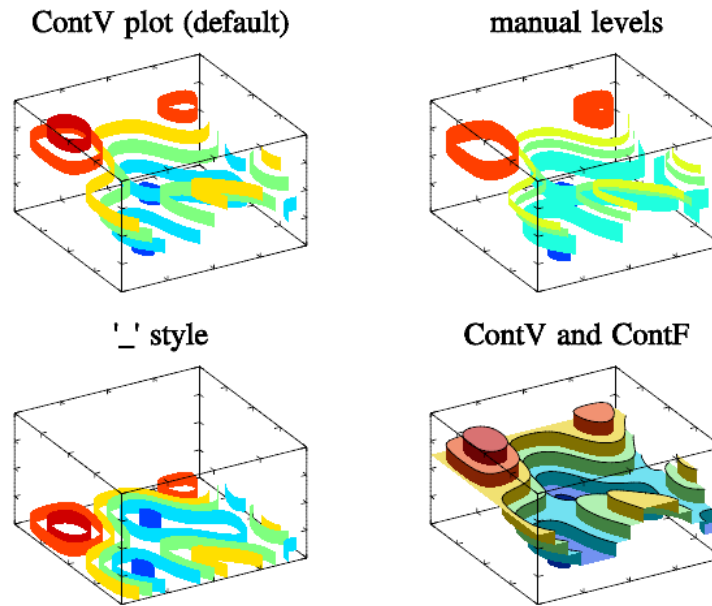 ContV plot (default)
manual levels
'_' style
ContV and ContF